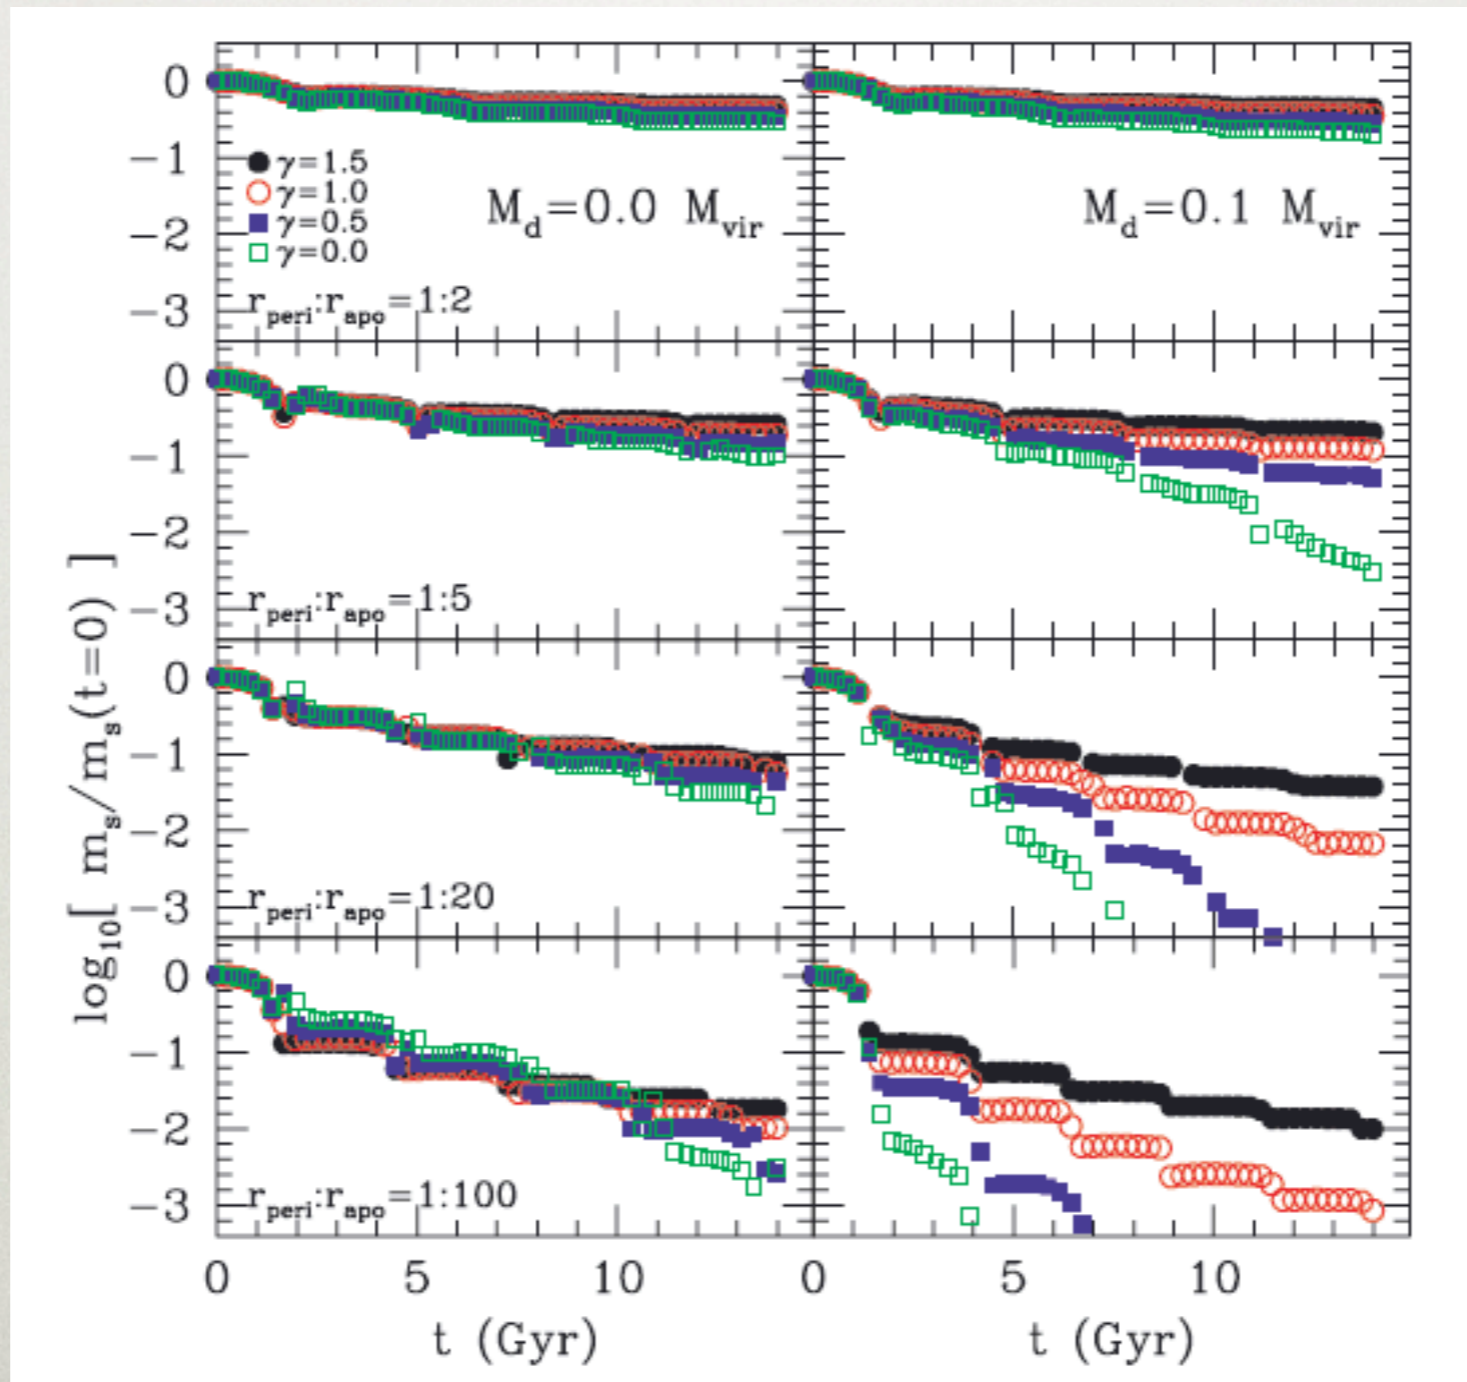 0
−1
−2
−3
γ=1.5
γ=1.0
γ=0.5
γ=0.0
M_d=0.0 M_vir
M_d=0.1 M_vir
r_peri:r_apo=1:2
0
−1
−2
−3
r_peri:r_apo=1:5
0
−1
−2
−3
r_peri:r_apo=1:20
0
−1
−2
−3
r_peri:r_apo=1:100
log_10[ m_s/m_s(t=0) ]
0 5 10 0 5 10
t (Gyr) t (Gyr)